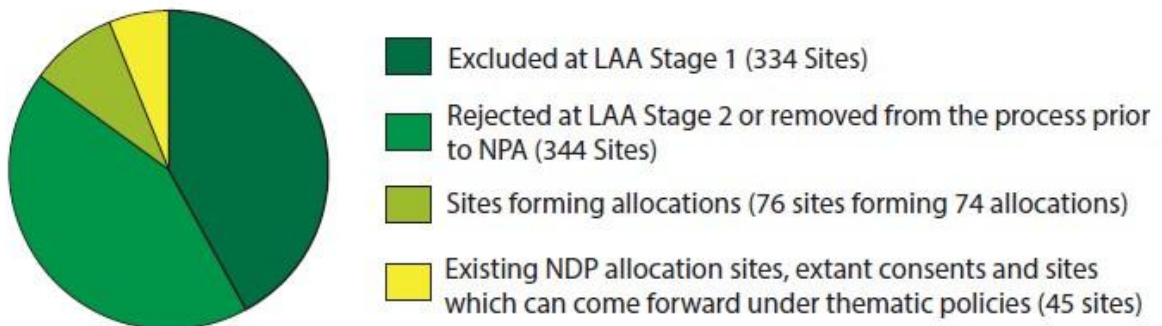 Excluded at LAA Stage 1 (334 Sites)
Rejected at LAA Stage 2 or removed from the process prior
to NPA (344 Sites)
Sites forming allocations (76 sites forming 74 allocations)
Existing NDP allocation sites, extant consents and sites
which can come forward under thematic policies (45 sites)